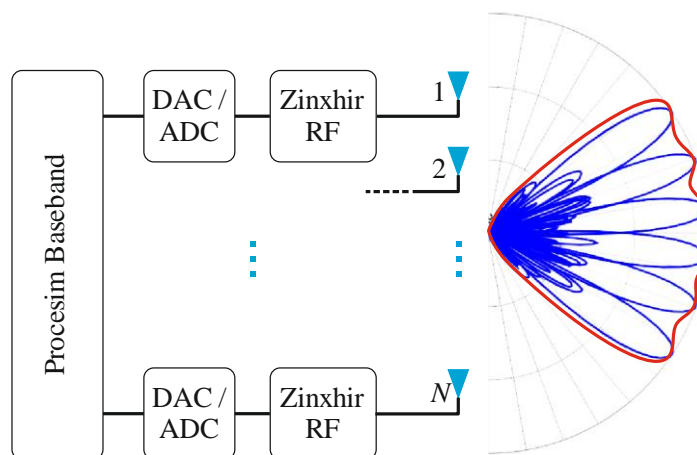 Procesim Baseband
DAC /
ADC
Zinxhir
RF
1
2
DAC /
ADC
Zinxhir
RF
N